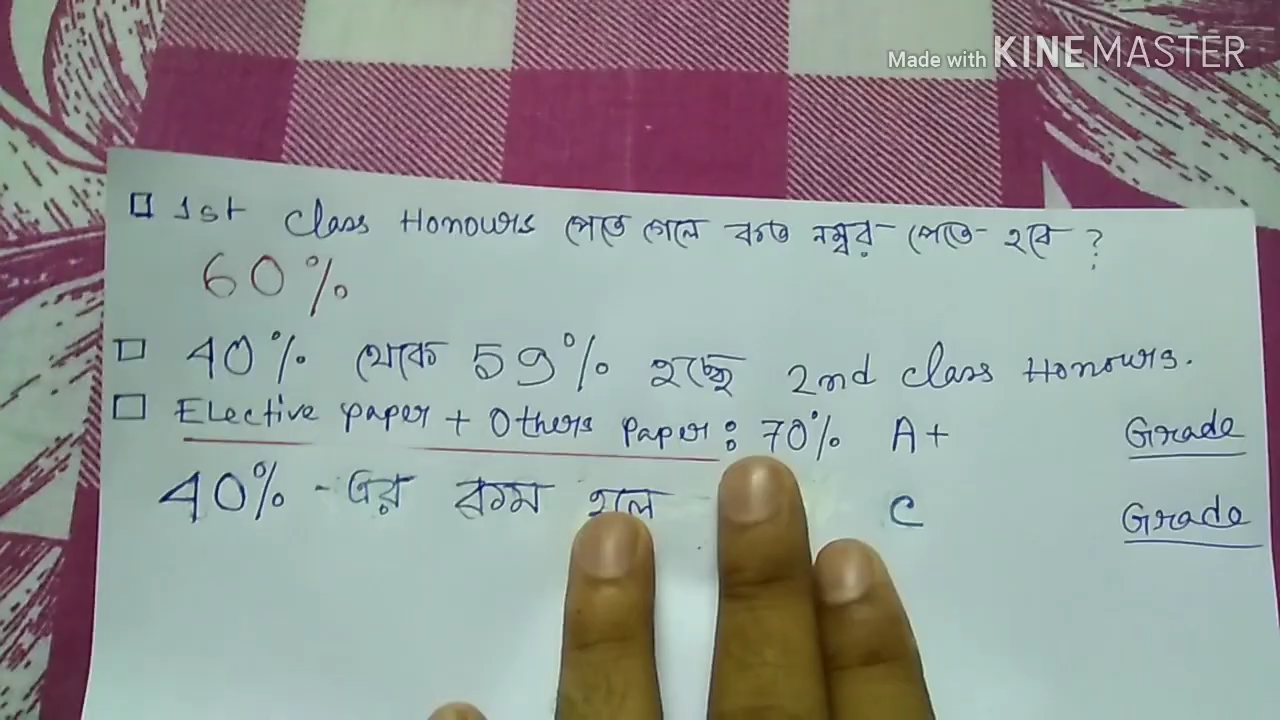 Made with KINEMASTER
1st Class Honours পেতে গেলে কত নম্বর পেতে হবে ?
60%
40% থেকে 59% হচ্ছে 2nd class Honours.
Elective paper + Others paper : 70% A+ Grade
40% - এর কম হলে C Grade